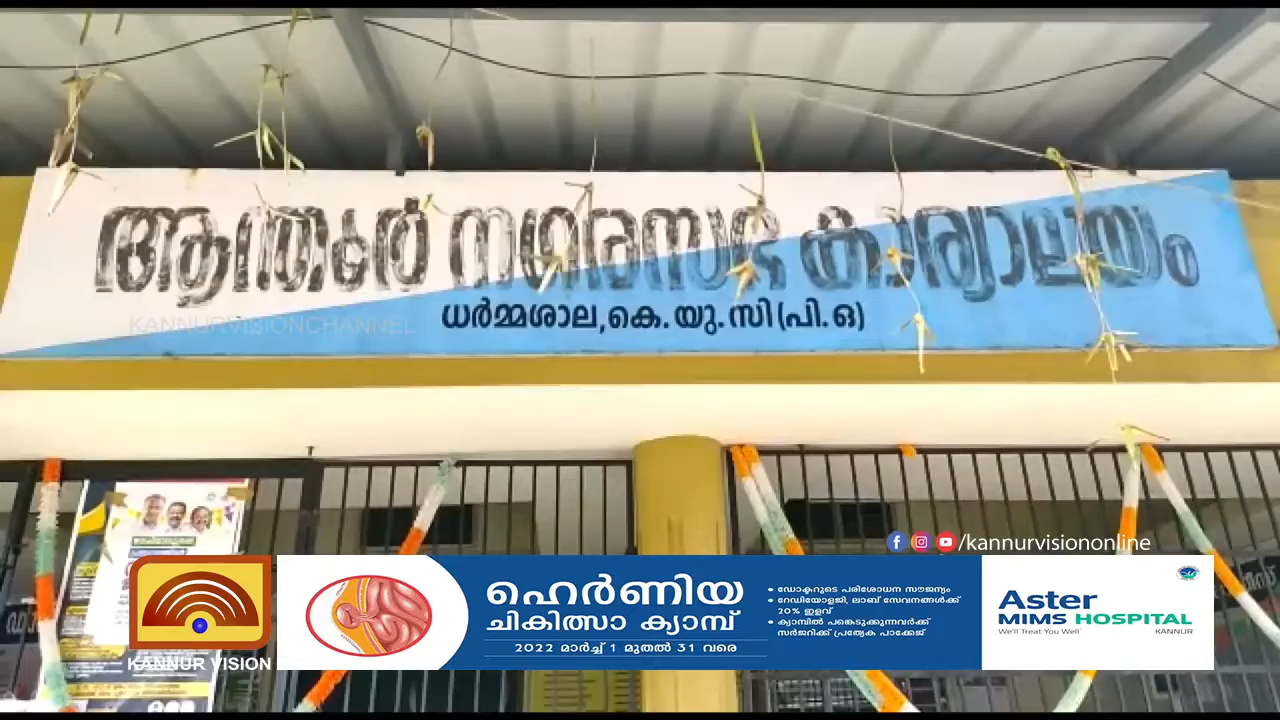 ആന്തൂർ നഗരസഭ കാര്യാലയം
ധർമ്മശാല,കെ.യു.സി(പി.ഒ)
KANNURVISIONCHANNEL
/kannurvisiononline
ഹെർണിയ
ചികിത്സാ ക്യാമ്പ്
2022 മാർച്ച് 1 മുതൽ 31 വരെ
• ഡോക്ടറുടെ പരിശോധന സൗജന്യം
• റേഡിയോളജി, ലാബ് സേവനങ്ങൾക്ക്
20% ഇളവ്
• ക്യാമ്പിൽ പങ്കെടുക്കുന്നവർക്ക്
സർജറിക്ക് പ്രത്യേക പാക്കേജ്
Aster
MIMS HOSPITAL
We'll Treat You Well
KANNUR
KANNUR VISION